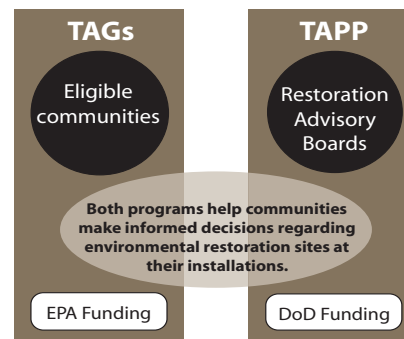 TAGs
Eligible
communities
TAPP
Restoration
Advisory
Boards
Both programs help communities
make informed decisions regarding
environmental restoration sites at
their installations.
EPA Funding
DoD Funding